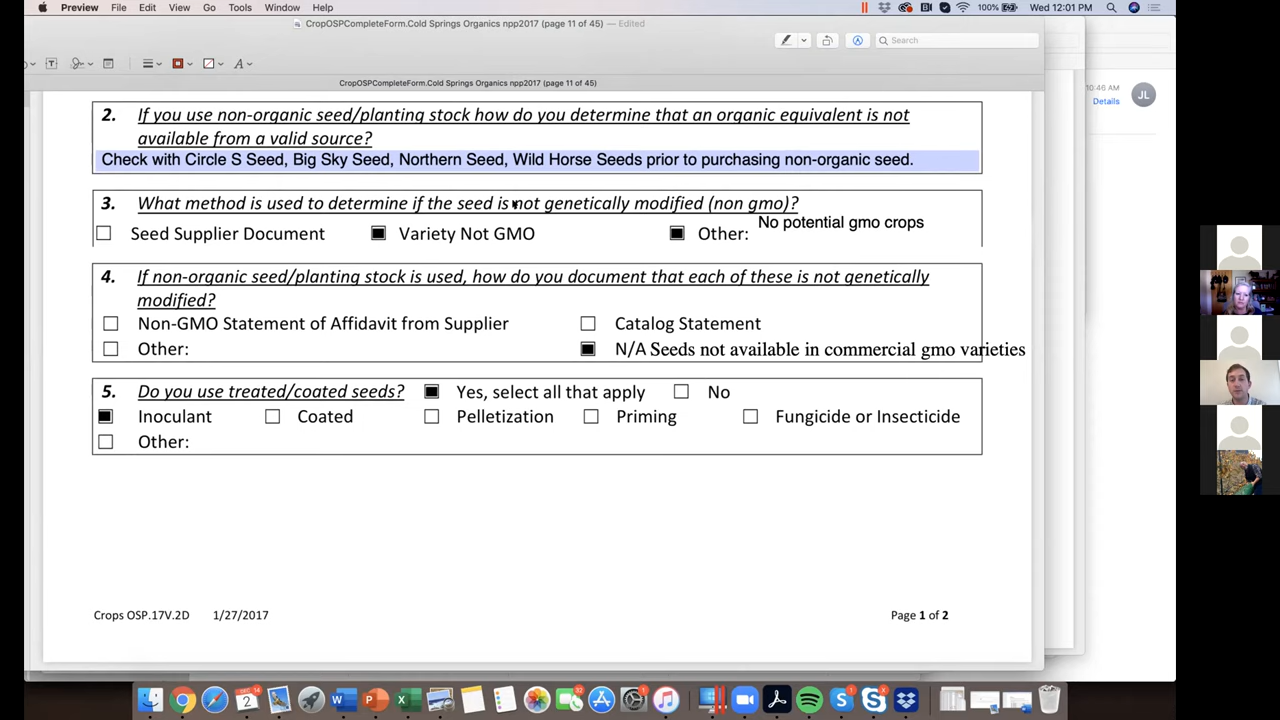 Preview File Edit View Go Tools Window Help 100% Wed 12:01 PM
CropOSPCompleteForm.Cold Springs Organics npp2017 (page 11 of 45) — Edited
Search
CropOSPCompleteForm.Cold Springs Organics npp2017 (page 11 of 45)
10:46 AM
Details
JL
2. If you use non-organic seed/planting stock how do you determine that an organic equivalent is not
available from a valid source?
Check with Circle S Seed, Big Sky Seed, Northern Seed, Wild Horse Seeds prior to purchasing non-organic seed.
3. What method is used to determine if the seed is not genetically modified (non gmo)?
No potential gmo crops
Seed Supplier Document Variety Not GMO Other:
4. If non-organic seed/planting stock is used, how do you document that each of these is not genetically
modified?
Non-GMO Statement of Affidavit from Supplier Catalog Statement
Other: N/A Seeds not available in commercial gmo varieties
5. Do you use treated/coated seeds? Yes, select all that apply No
Inoculant Coated Pelletization Priming Fungicide or Insecticide
Other:
Crops OSP.17V.2D 1/27/2017 Page 1 of 2